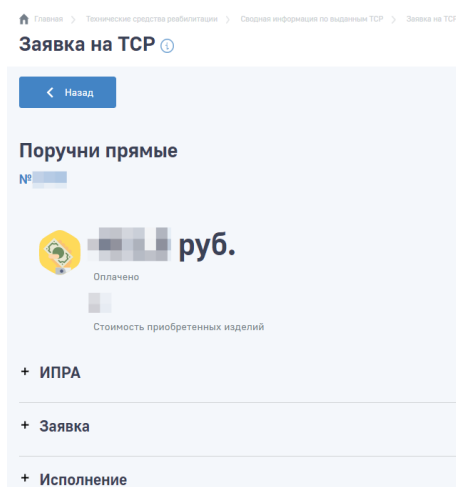 Главная > Технические средства реабилитации > Сводная информация по выданным ТСР > Заявка на ТСР
Заявка на ТСР
Назад
Поручни прямые
№
руб.
Оплачено
Стоимость приобретенных изделий
+ ИПРА
+ Заявка
+ Исполнение